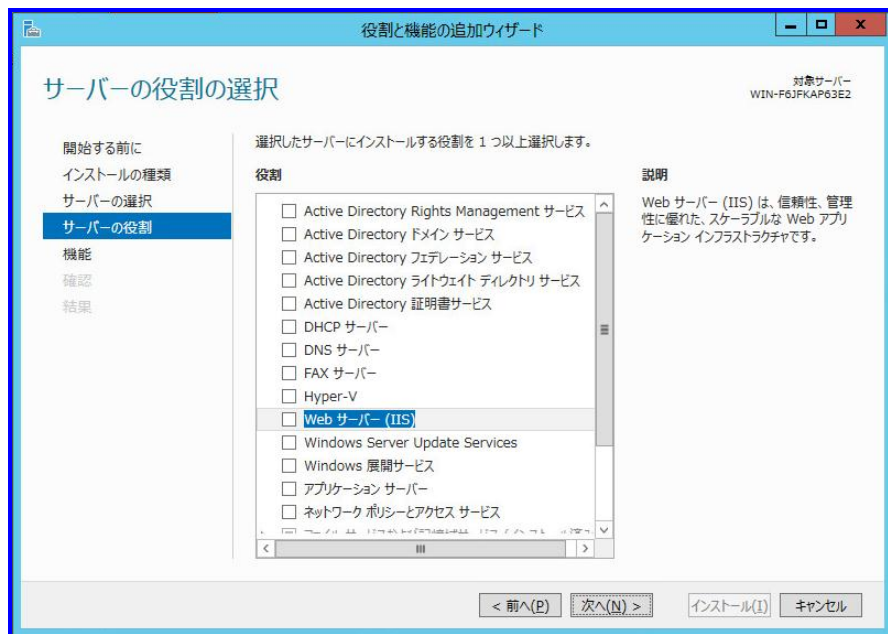 役割と機能の追加ウィザード
サーバーの役割の選択
対象サーバー
WIN-F6JFKAP63E2
開始する前に
インストールの種類
サーバーの選択
サーバーの役割
機能
確認
結果
選択したサーバーにインストールする役割を 1 つ以上選択します。
役割
Active Directory Rights Management サービス
Active Directory ドメイン サービス
Active Directory フェデレーション サービス
Active Directory ライトウェイト ディレクトリ サービス
Active Directory 証明書サービス
DHCP サーバー
DNS サーバー
FAX サーバー
Hyper-V
Web サーバー (IIS)
Windows Server Update Services
Windows 展開サービス
アプリケーション サーバー
ネットワーク ポリシーとアクセス サービス
説明
Web サーバー (IIS) は、信頼性、管理
性に優れた、スケーラブルな Web アプリ
ケーション インフラストラクチャです。
< 前へ(P)
次へ(N) >
インストール(I)
キャンセル